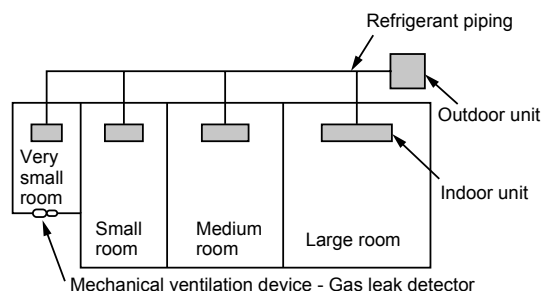 Refrigerant piping
Outdoor unit
Very
small
room
Indoor unit
Small
room
Medium
room
Large room
Mechanical ventilation device - Gas leak detector